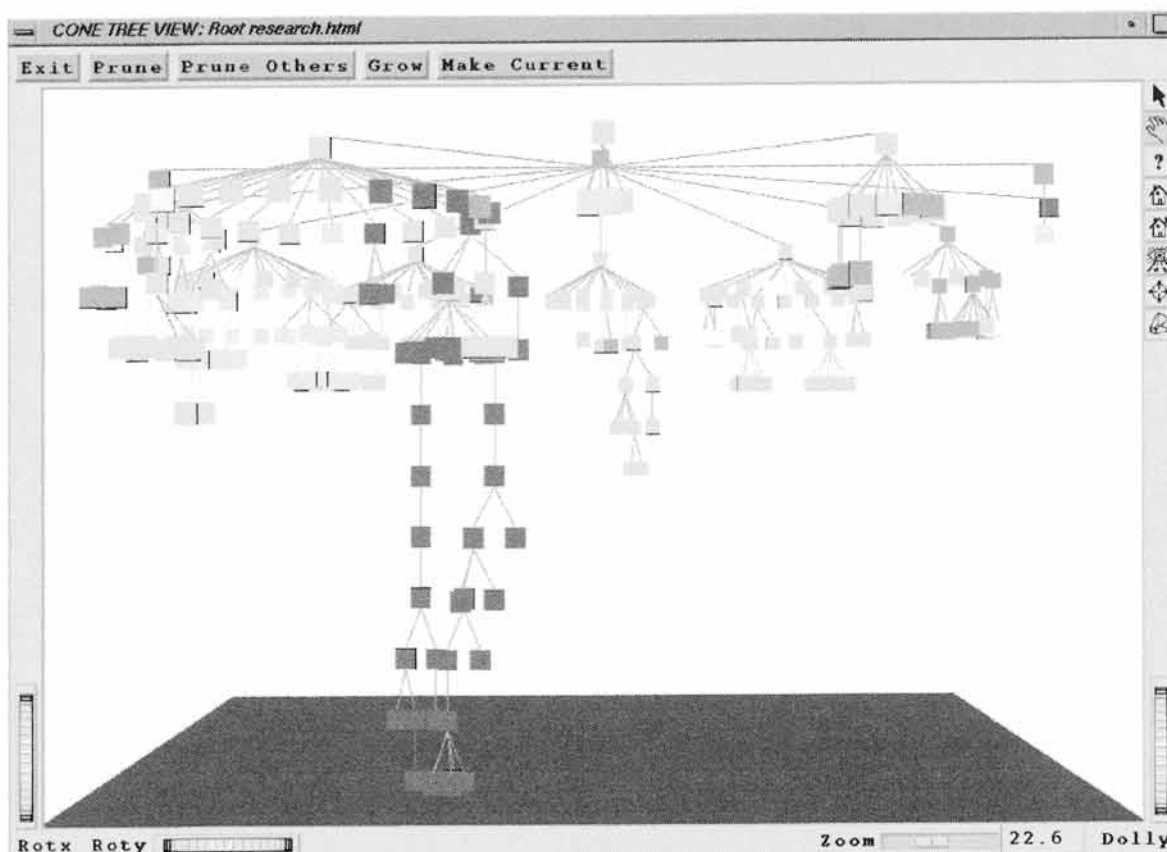 CONE TREE VIEW: Root research.html
Exit Prune Prune Others Grow Make Current
?
Rotx Roty Zoom 22.6 Dolly